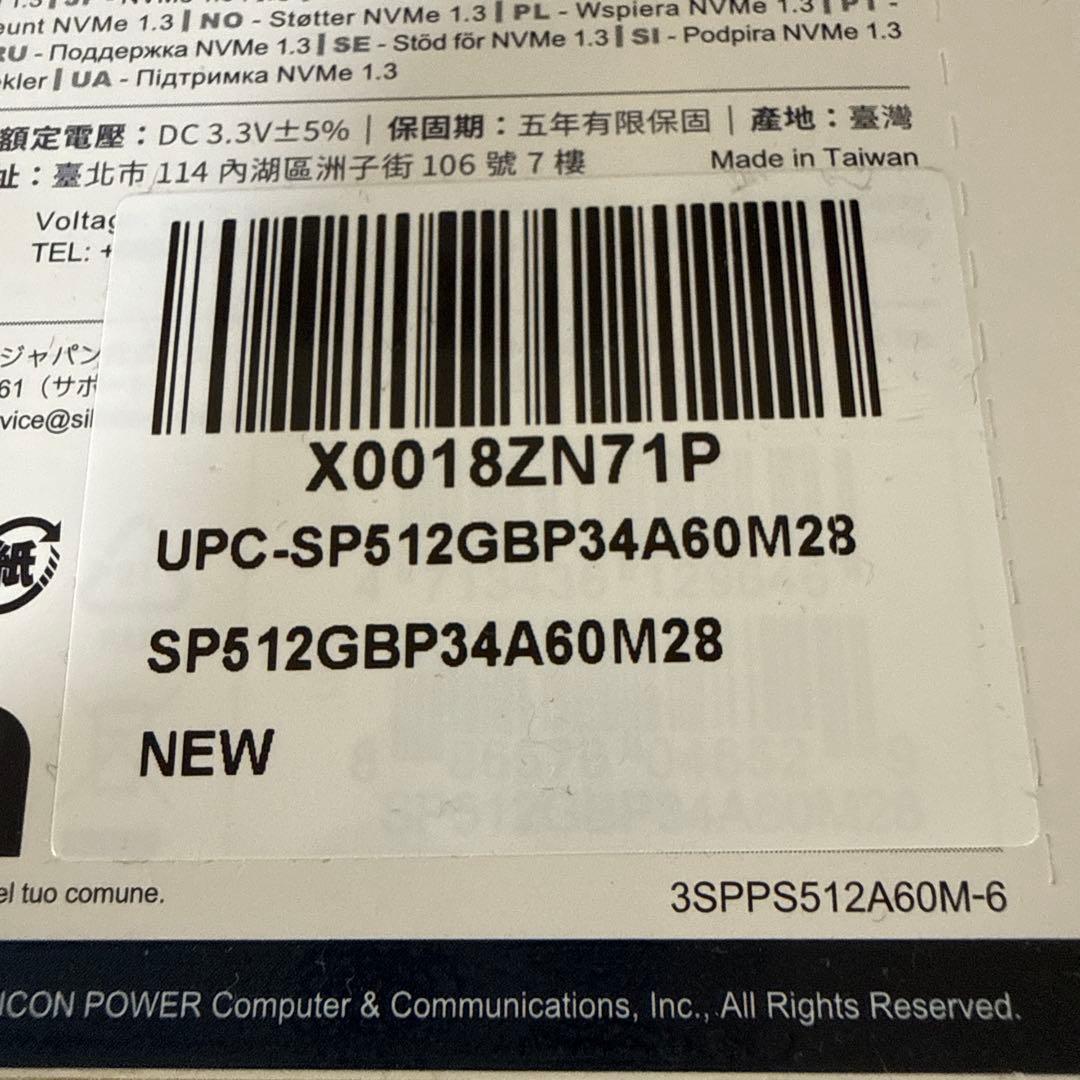 unt NVMe 1.3 | NO - Støtter NVMe 1.3 | PL - Wspiera NVMe 1.3 | PT -
RU - Поддержка NVMe 1.3 | SE - Stöd för NVMe 1.3 | SI - Podpira NVMe 1.3
kler | UA - Підтримка NVMe 1.3
額定電壓：DC 3.3V±5% | 保固期：五年有限保固 | 產地：臺灣
址：臺北市 114 內湖區洲子街 106 號 7 樓 Made in Taiwan
Voltag
TEL: +
ジャパン
61（サポ
vice@sil
紙
X0018ZN71P
UPC-SP512GBP34A60M28
SP512GBP34A60M28
NEW
el tuo comune.
3SPPS512A60M-6
ICON POWER Computer & Communications, Inc., All Rights Reserved.